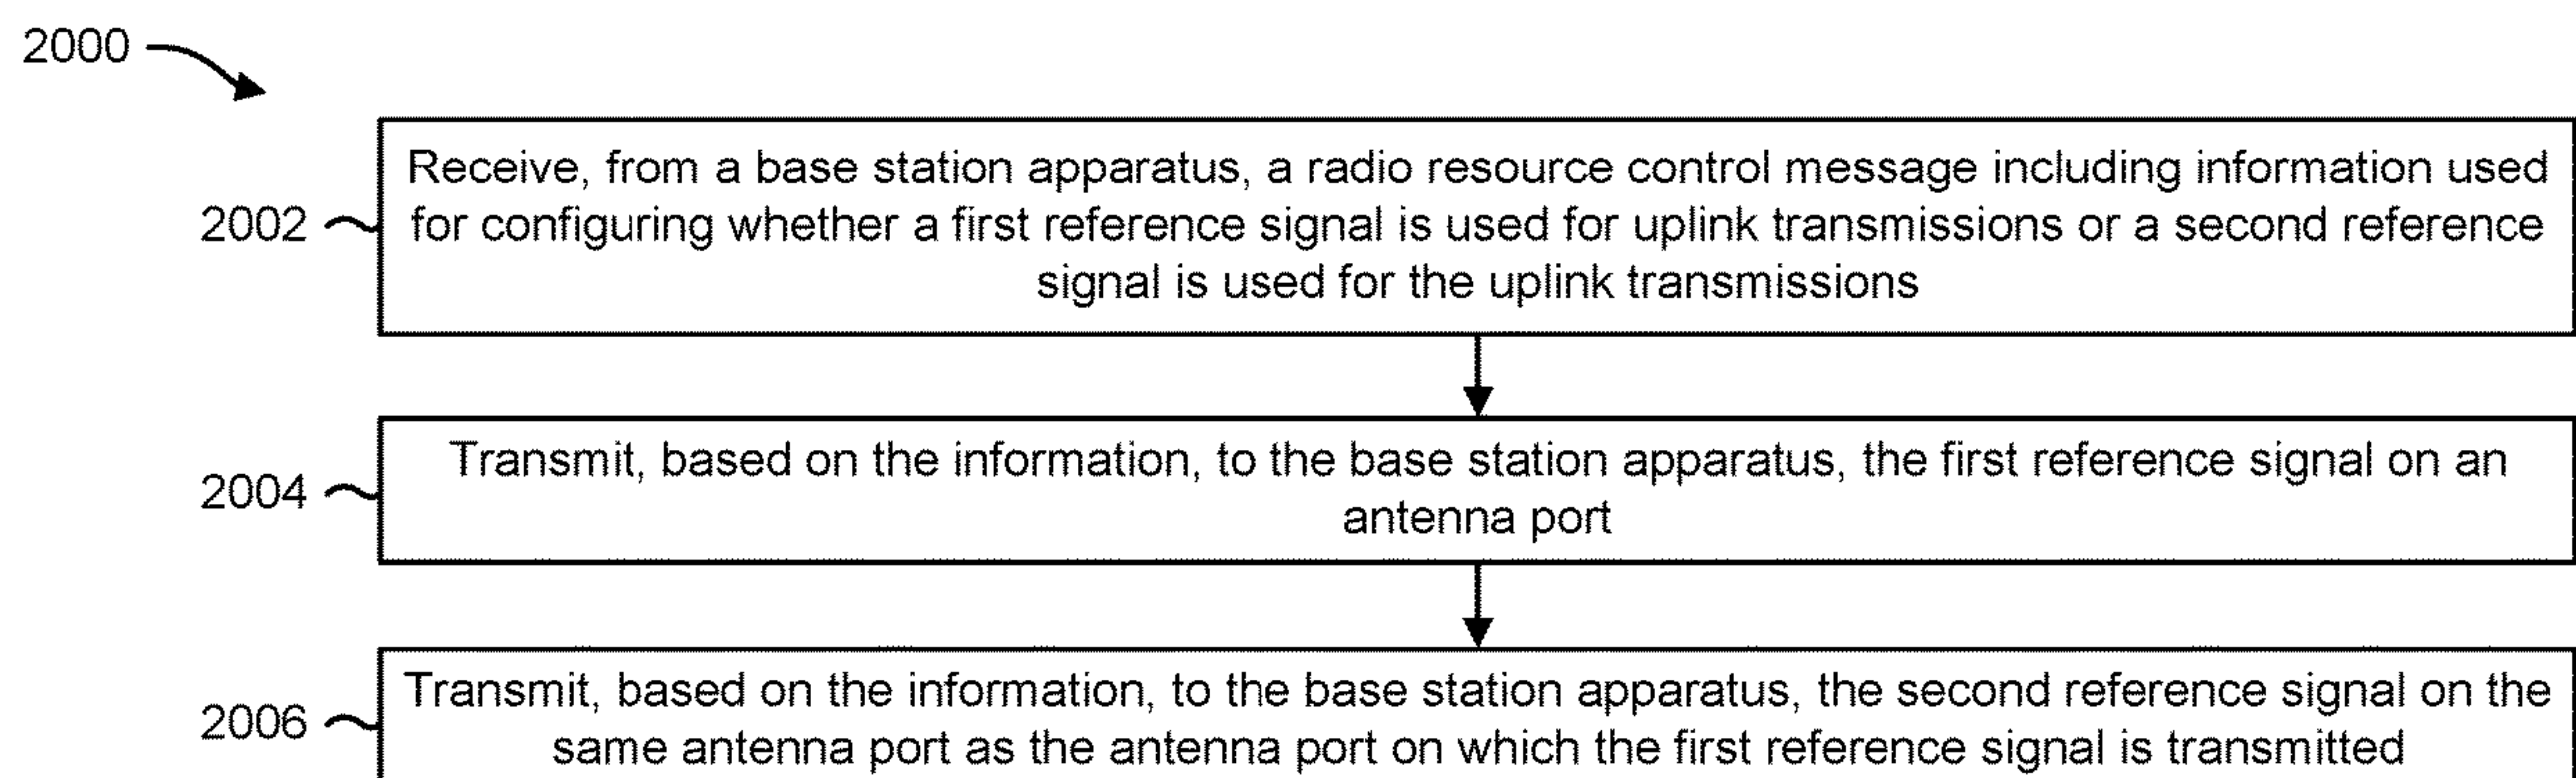 2000
Receive, from a base station apparatus, a radio resource control message including information used
2002
for configuring whether a first reference signal is used for uplink transmissions or a second reference
signal is used for the uplink transmissions
Transmit, based on the information, to the base station apparatus, the first reference signal on an
2004
antenna port
Transmit, based on the information, to the base station apparatus, the second reference signal on the
2006
same antenna port as the antenna port on which the first reference signal is transmitted